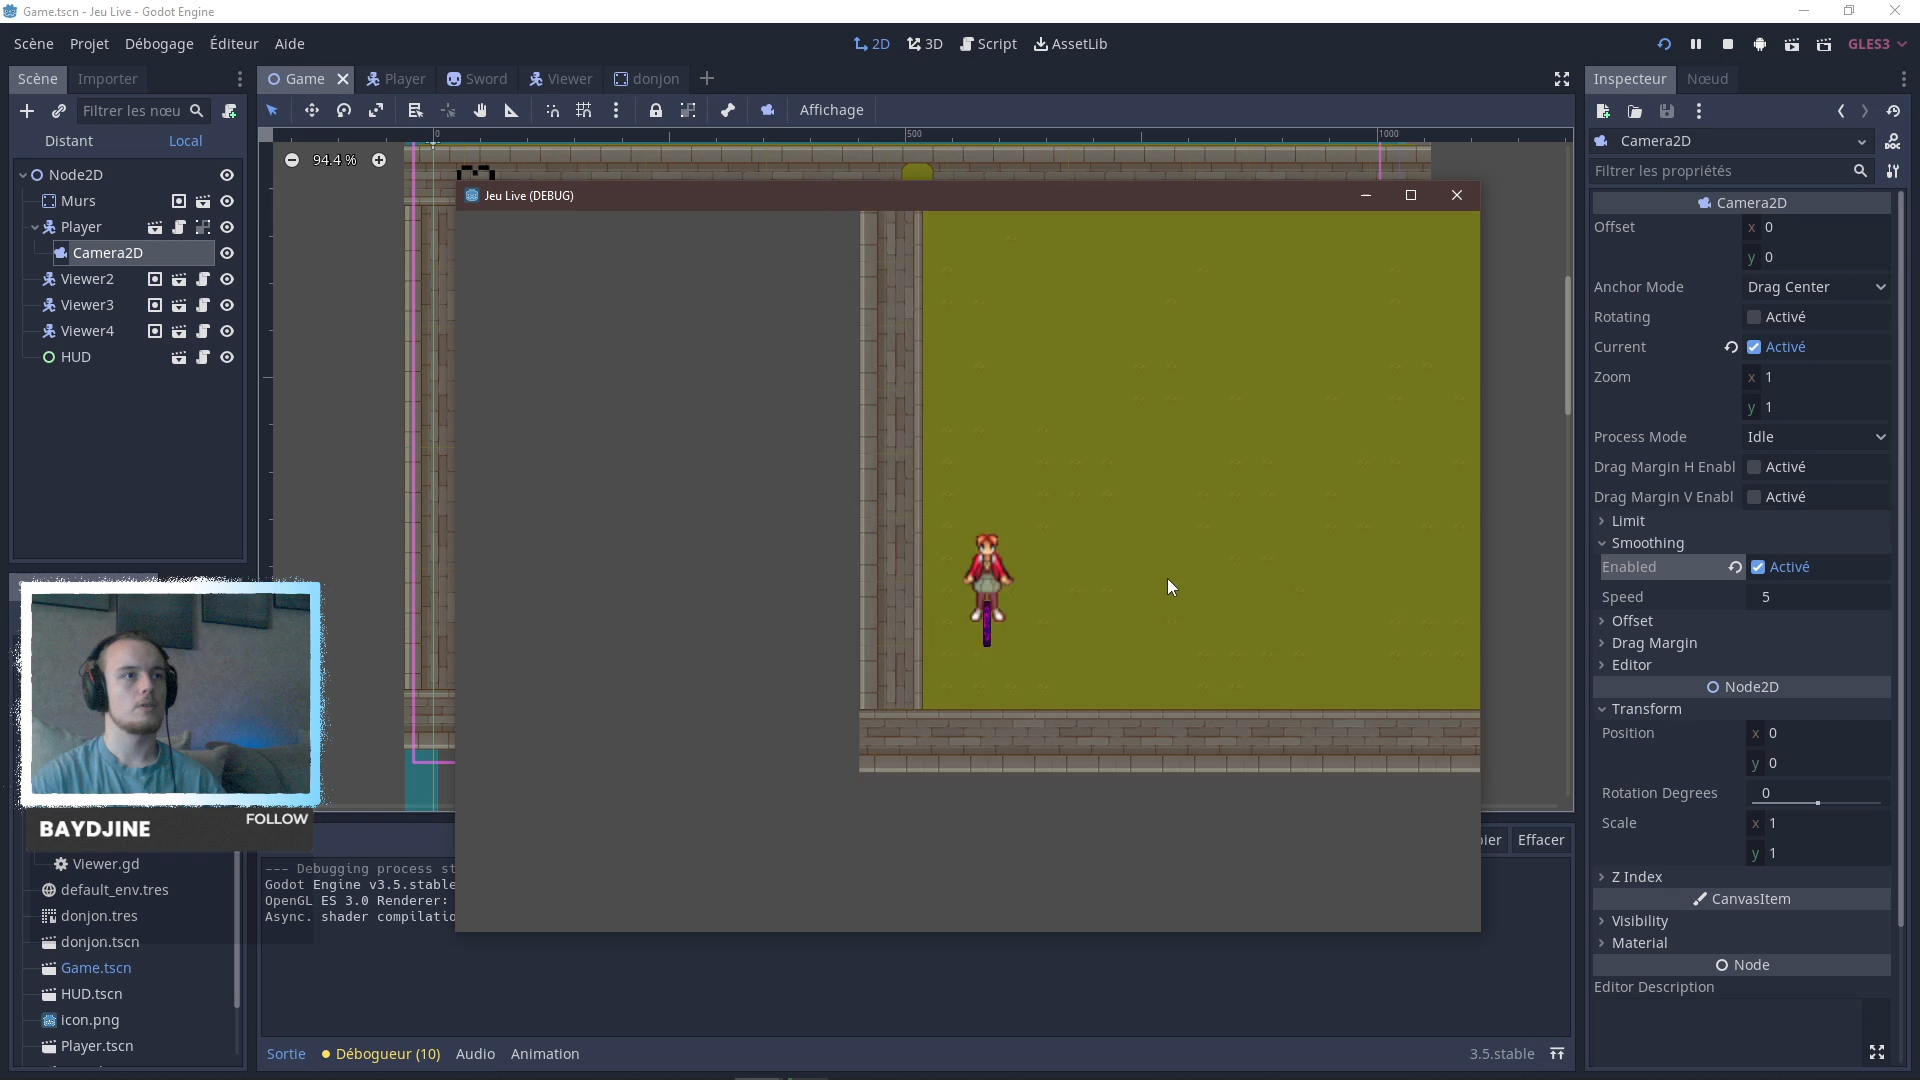 Game.tscn - Jeu Live - Godot Engine
Scène Projet Débogage Éditeur Aide
2D 3D Script AssetLib
GLES3
Scène Importer
Game Player Sword Viewer donjon
Inspecteur Nœud
Filtrer les nœu
Affichage
Distant Local
Camera2D
Filtrer les propriétés
0 500 1000
94.4 %
Node2D
Murs
Player
Camera2D
Viewer2
Viewer3
Viewer4
HUD
Jeu Live (DEBUG)
Camera2D
Offset x 0
y 0
Anchor Mode Drag Center
Rotating Activé
Current Activé
Zoom x 1
y 1
Process Mode Idle
Drag Margin H Enabl Activé
Drag Margin V Enabl Activé
Limit
Smoothing
Enabled Activé
Speed 5
Offset
Drag Margin
Editor
Node2D
Transform
Position x 0
y 0
Rotation Degrees 0
Scale x 1
y 1
Z Index
CanvasItem
Visibility
Material
Node
Editor Description
BAYDJINE FOLLOW
Viewer.gd
default_env.tres
donjon.tres
donjon.tscn
Game.tscn
HUD.tscn
icon.png
Player.tscn
ier Effacer
--- Debugging process st
Godot Engine v3.5.stable
OpenGL ES 3.0 Renderer:
Async. shader compilatio
Sortie Débogueur (10) Audio Animation
3.5.stable